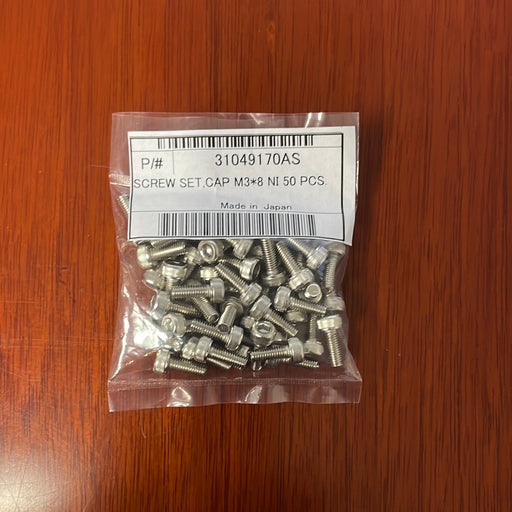 P/# 31049170AS
SCREW SET,CAP M3*8 NI 50 PCS.
Made in Japan